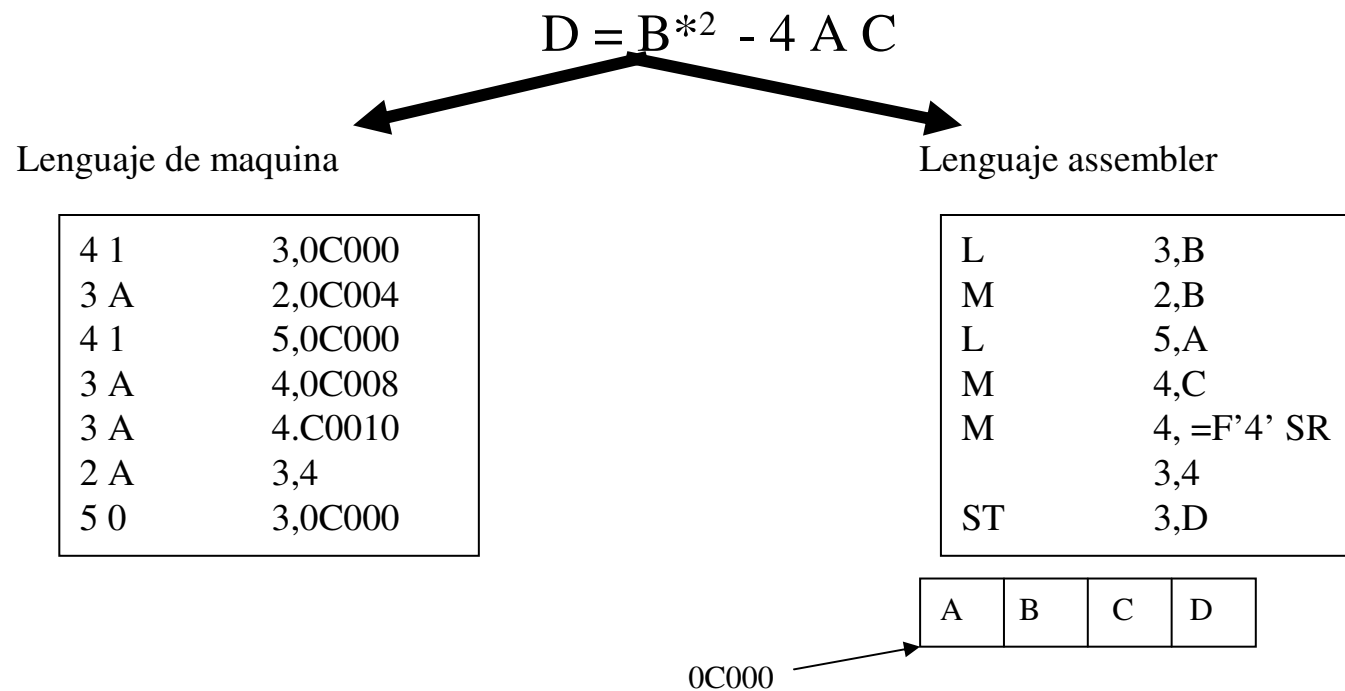 D = B*2 - 4 A C
Lenguaje de maquina
4 1 3,0C000
3 A 2,0C004
4 1 5,0C000
3 A 4,0C008
3 A 4.C0010
2 A 3,4
5 0 3,0C000
Lenguaje assembler
L 3,B
M 2,B
L 5,A
M 4,C
M 4, =F’4’ SR
3,4
ST 3,D
A B C D
0C000